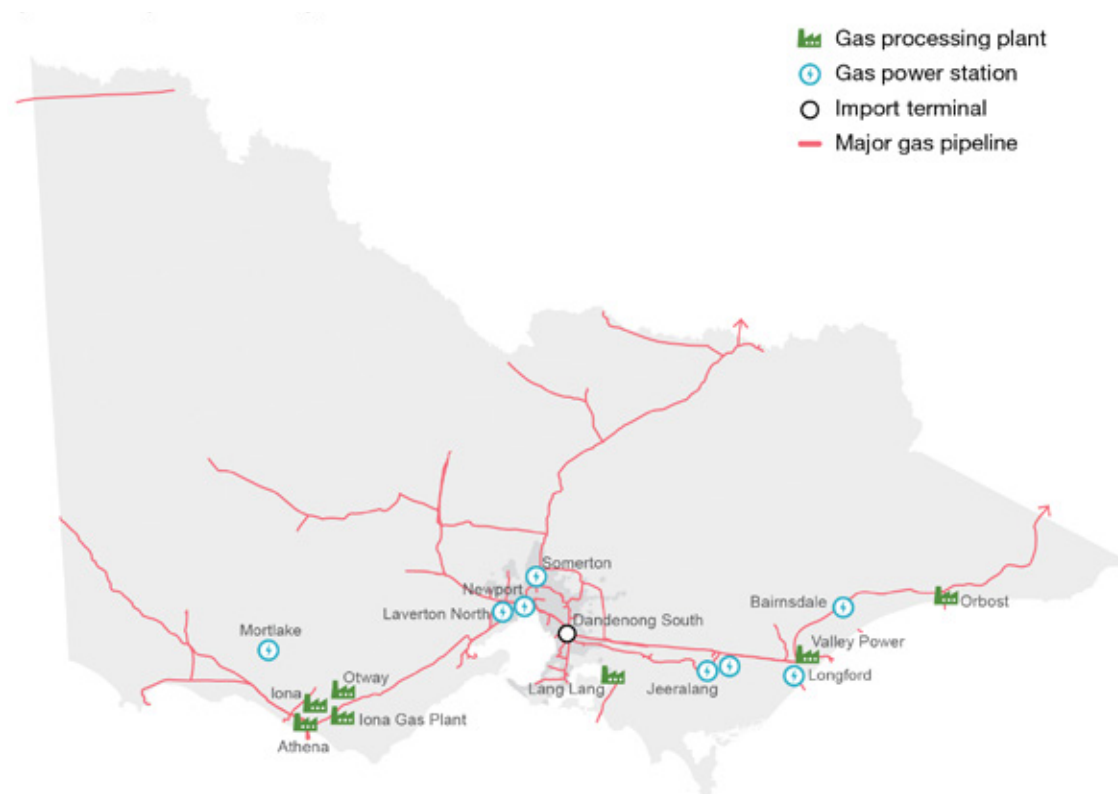 Gas processing plant
Gas power station
Import terminal
Major gas pipeline
Somerton
Newport
Laverton North
Dandenong South
Bairnsdale
Orbost
Mortlake
Valley Power
Otway
Lang Lang
Jeeralang
Longford
Iona
Iona Gas Plant
Athena